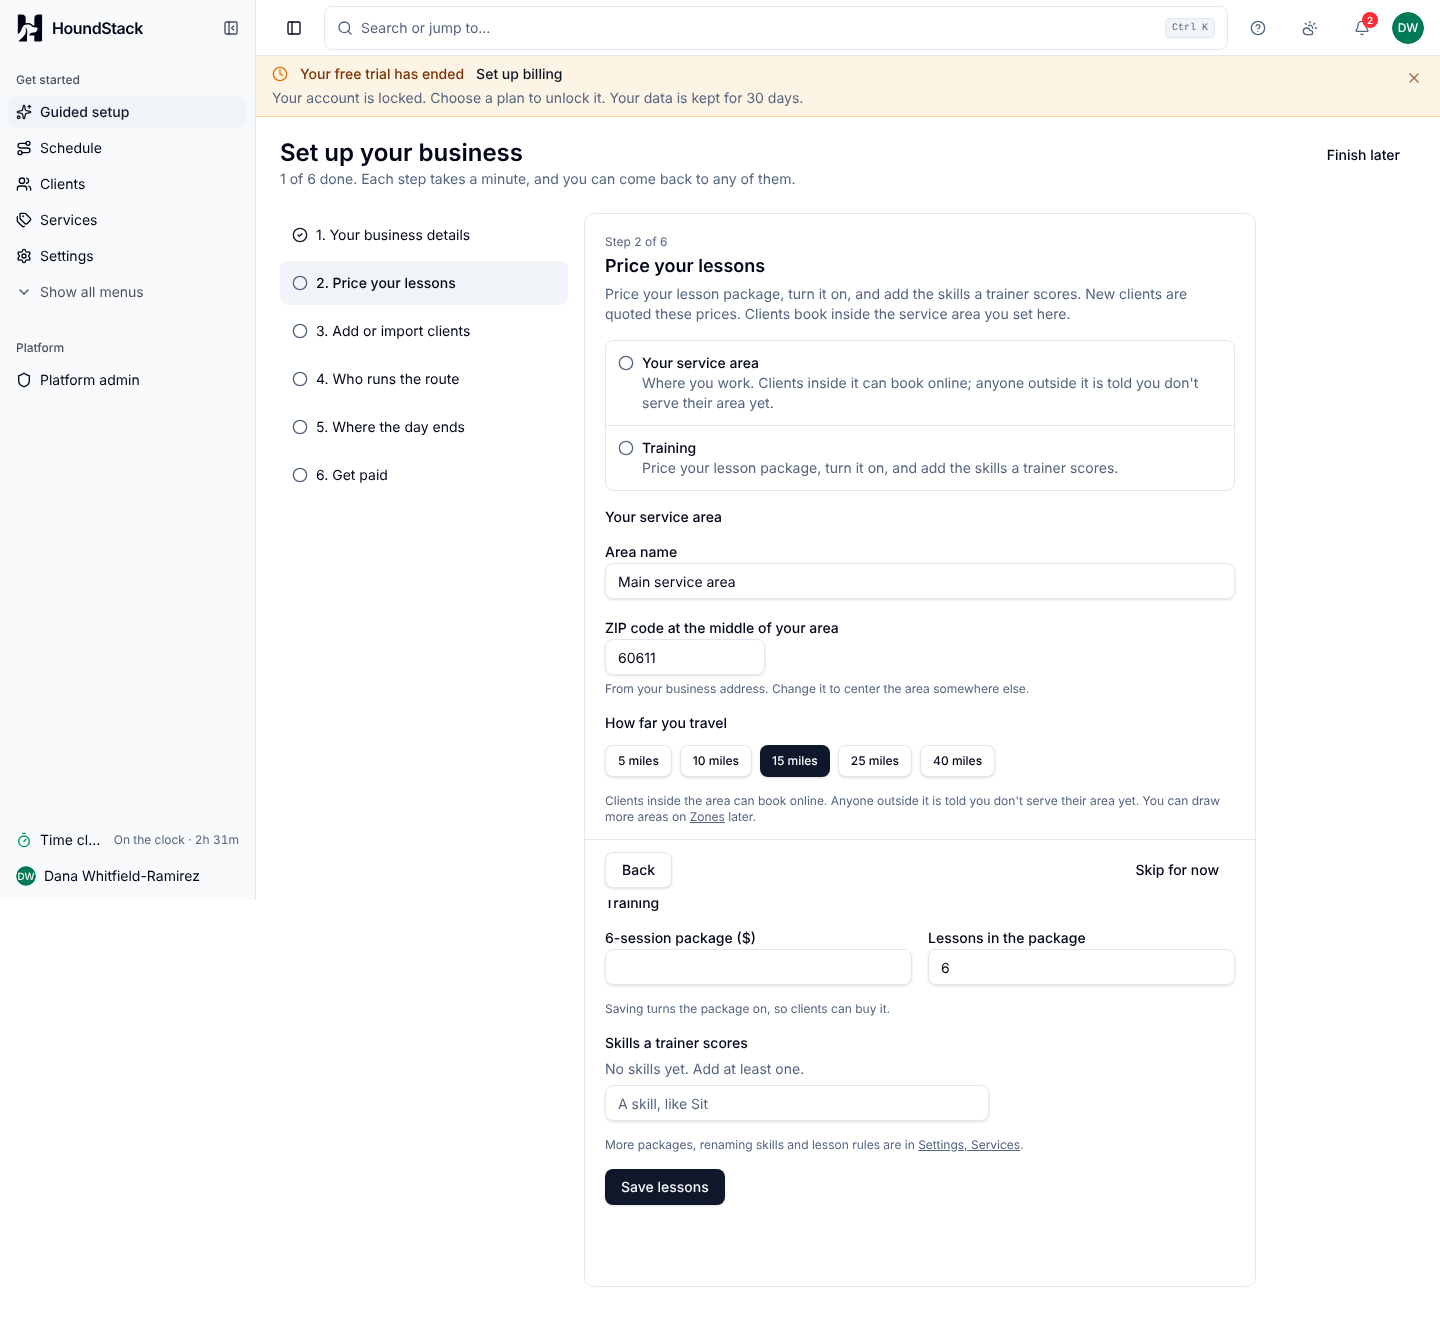 HoundStack
Search or jump to...
Ctrl K
2
DW
Get started
Guided setup
Schedule
Clients
Services
Settings
Show all menus
Platform
Platform admin
Time cl...
On the clock · 2h 31m
DW
Dana Whitfield-Ramirez
Your free trial has ended
Set up billing
Your account is locked. Choose a plan to unlock it. Your data is kept for 30 days.
Set up your business
Finish later
1 of 6 done. Each step takes a minute, and you can come back to any of them.
1. Your business details
2. Price your lessons
3. Add or import clients
4. Who runs the route
5. Where the day ends
6. Get paid
Step 2 of 6
Price your lessons
Price your lesson package, turn it on, and add the skills a trainer scores. New clients are
quoted these prices. Clients book inside the service area you set here.
Your service area
Where you work. Clients inside it can book online; anyone outside it is told you don't
serve their area yet.
Training
Price your lesson package, turn it on, and add the skills a trainer scores.
Your service area
Area name
Main service area
ZIP code at the middle of your area
60611
From your business address. Change it to center the area somewhere else.
How far you travel
5 miles
10 miles
15 miles
25 miles
40 miles
Clients inside the area can book online. Anyone outside it is told you don't serve their area yet. You can draw
more areas on Zones later.
Back
Skip for now
Training
6-session package ($)
Lessons in the package
6
Saving turns the package on, so clients can buy it.
Skills a trainer scores
No skills yet. Add at least one.
A skill, like Sit
More packages, renaming skills and lesson rules are in Settings, Services.
Save lessons